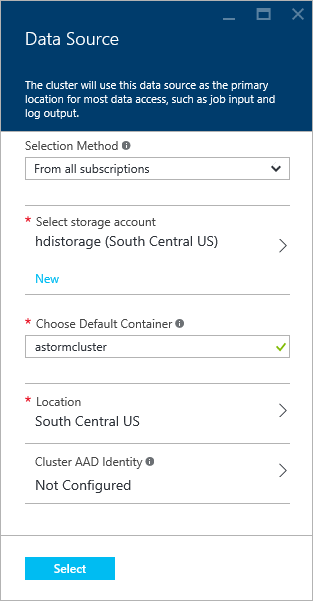 Data Source
The cluster will use this data source as the primary
location for most data access, such as job input and
log output.
Selection Method
From all subscriptions
* Select storage account
hdistorage (South Central US)
New
* Choose Default Container
astormcluster
* Location
South Central US
Cluster AAD Identity
Not Configured
Select